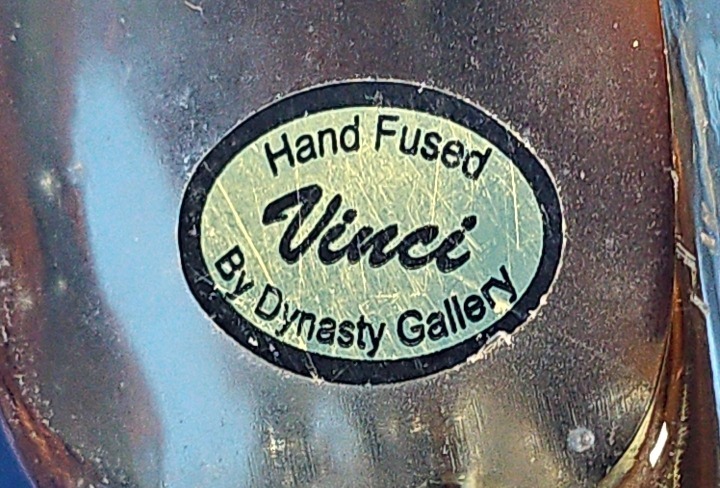 Hand Fused
Vinci
By Dynasty Gallery